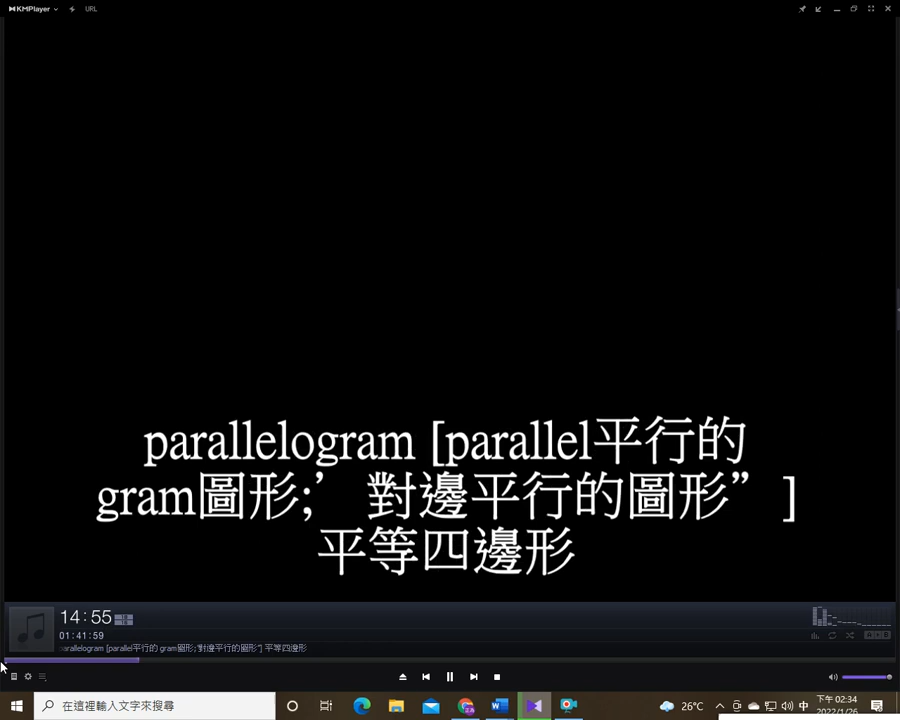 KMPlayer
URL
parallelogram [parallel平行的
gram圖形;’對邊平行的圖形”]
平等四邊形
14:55
01:41:59
parallelogram [parallel平行的 gram圖形;’對邊平行的圖形”] 平等四邊形
在這裡輸入文字來搜尋
26°C
中
下午 02:34
2022/1/26